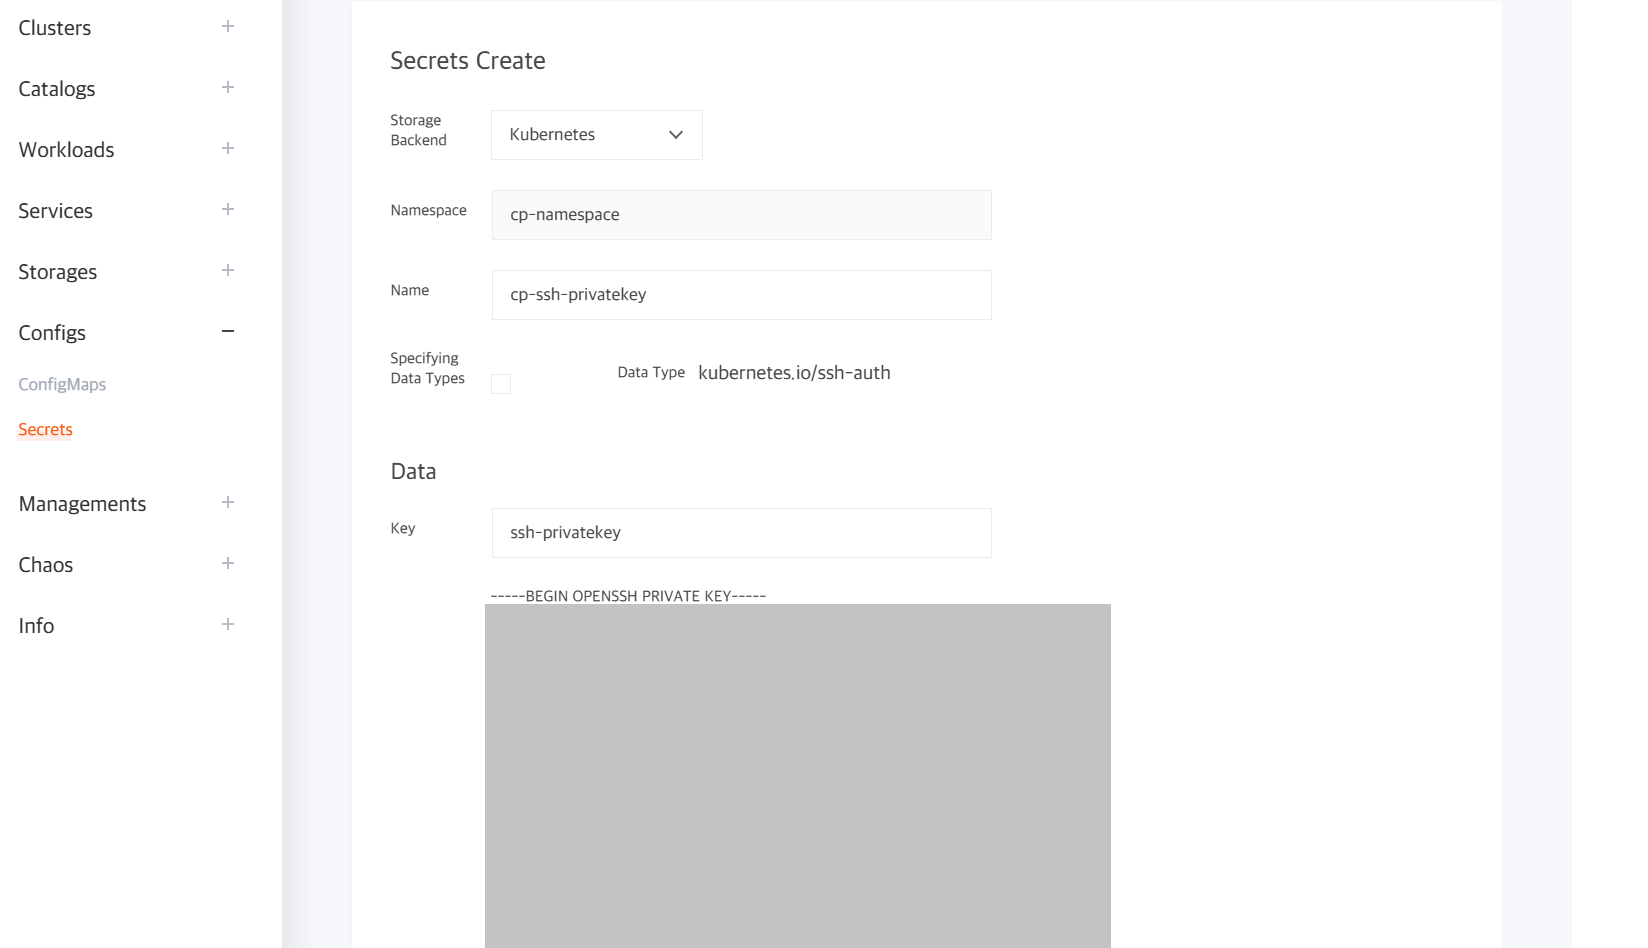 Clusters
Catalogs
Workloads
Services
Storages
Configs
ConfigMaps
Secrets
Managements
Chaos
Info
Secrets Create
Storage
Backend
Kubernetes
Namespace
cp-namespace
Name
cp-ssh-privatekey
Specifying
Data Types
Data Type kubernetes.io/ssh-auth
Data
Key
ssh-privatekey
-----BEGIN OPENSSH PRIVATE KEY-----